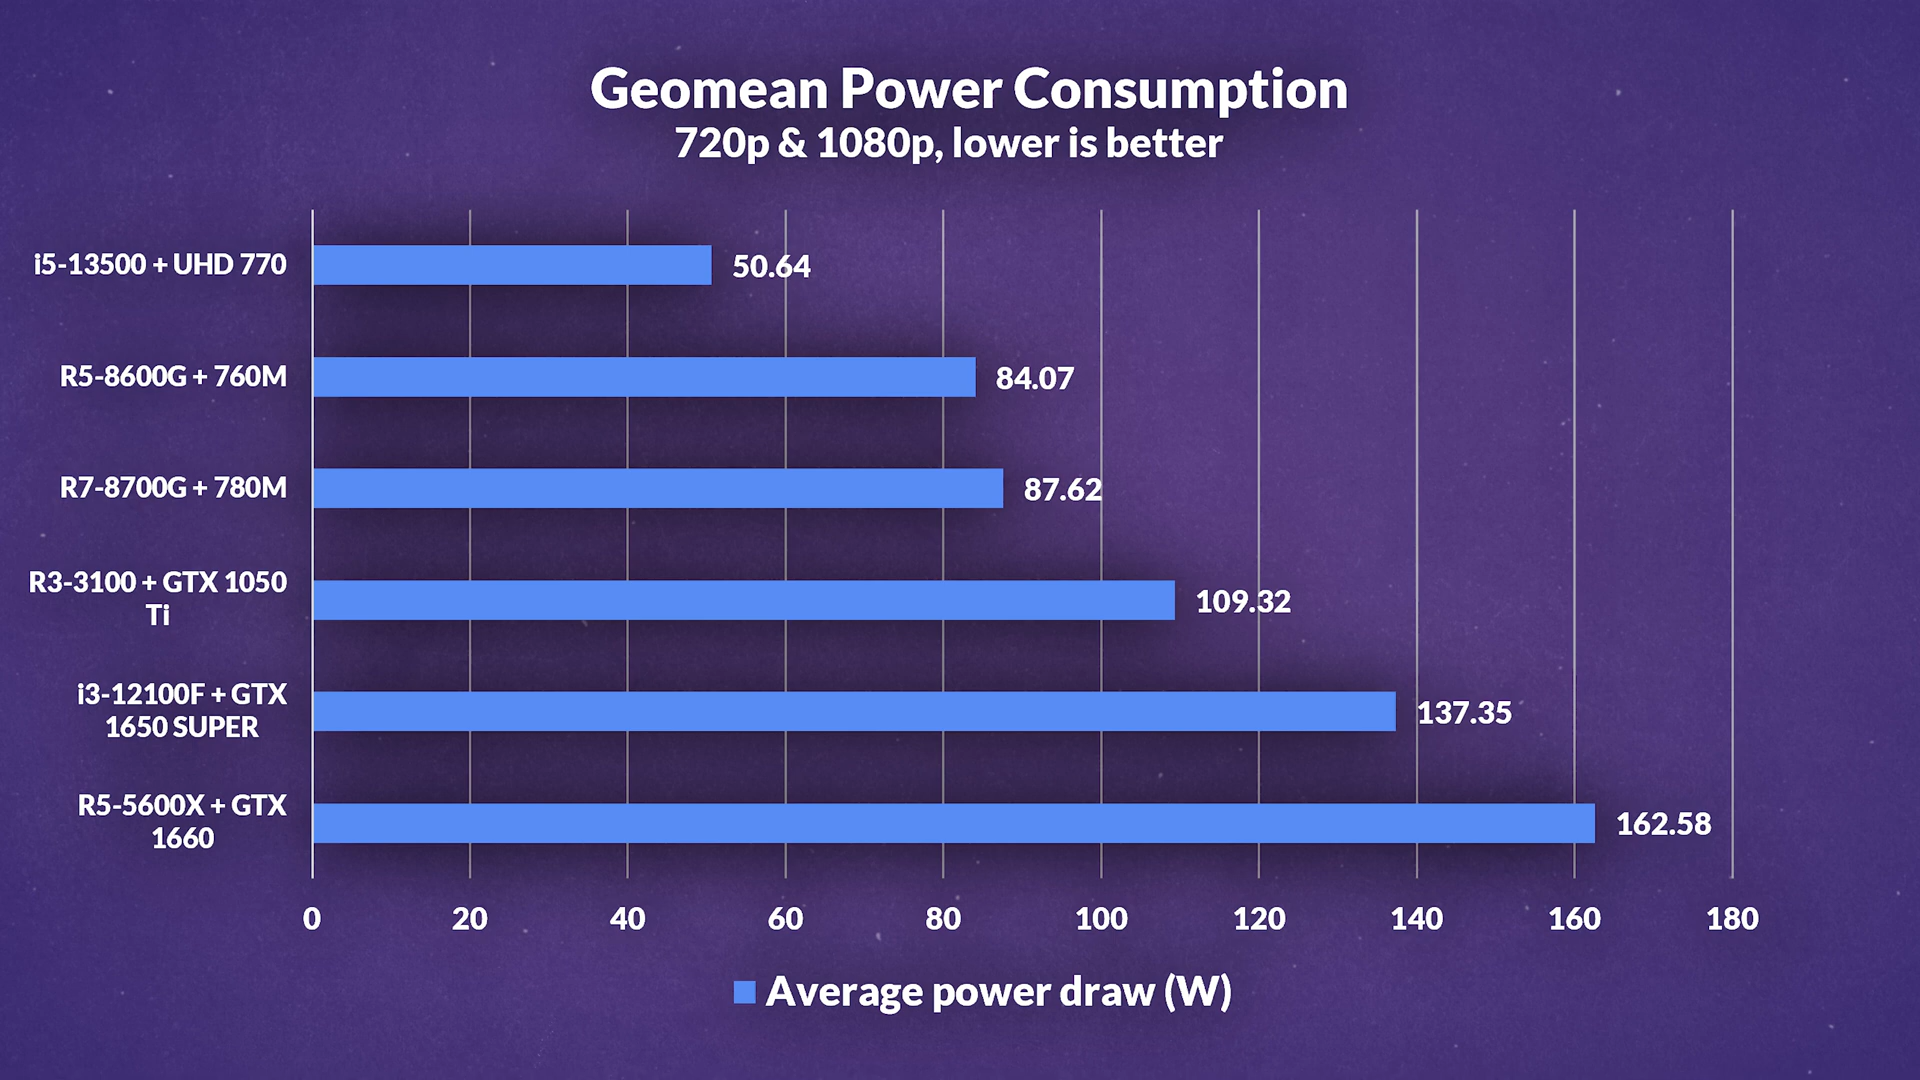 Geomean Power Consumption
720p & 1080p, lower is better
i5-13500 + UHD 770
50.64
R5-8600G + 760M
84.07
R7-8700G + 780M
87.62
R3-3100 + GTX 1050
Ti
109.32
i3-12100F + GTX
1650 SUPER
137.35
R5-5600X + GTX
1660
162.58
0 20 40 60 80 100 120 140 160 180
Average power draw (W)